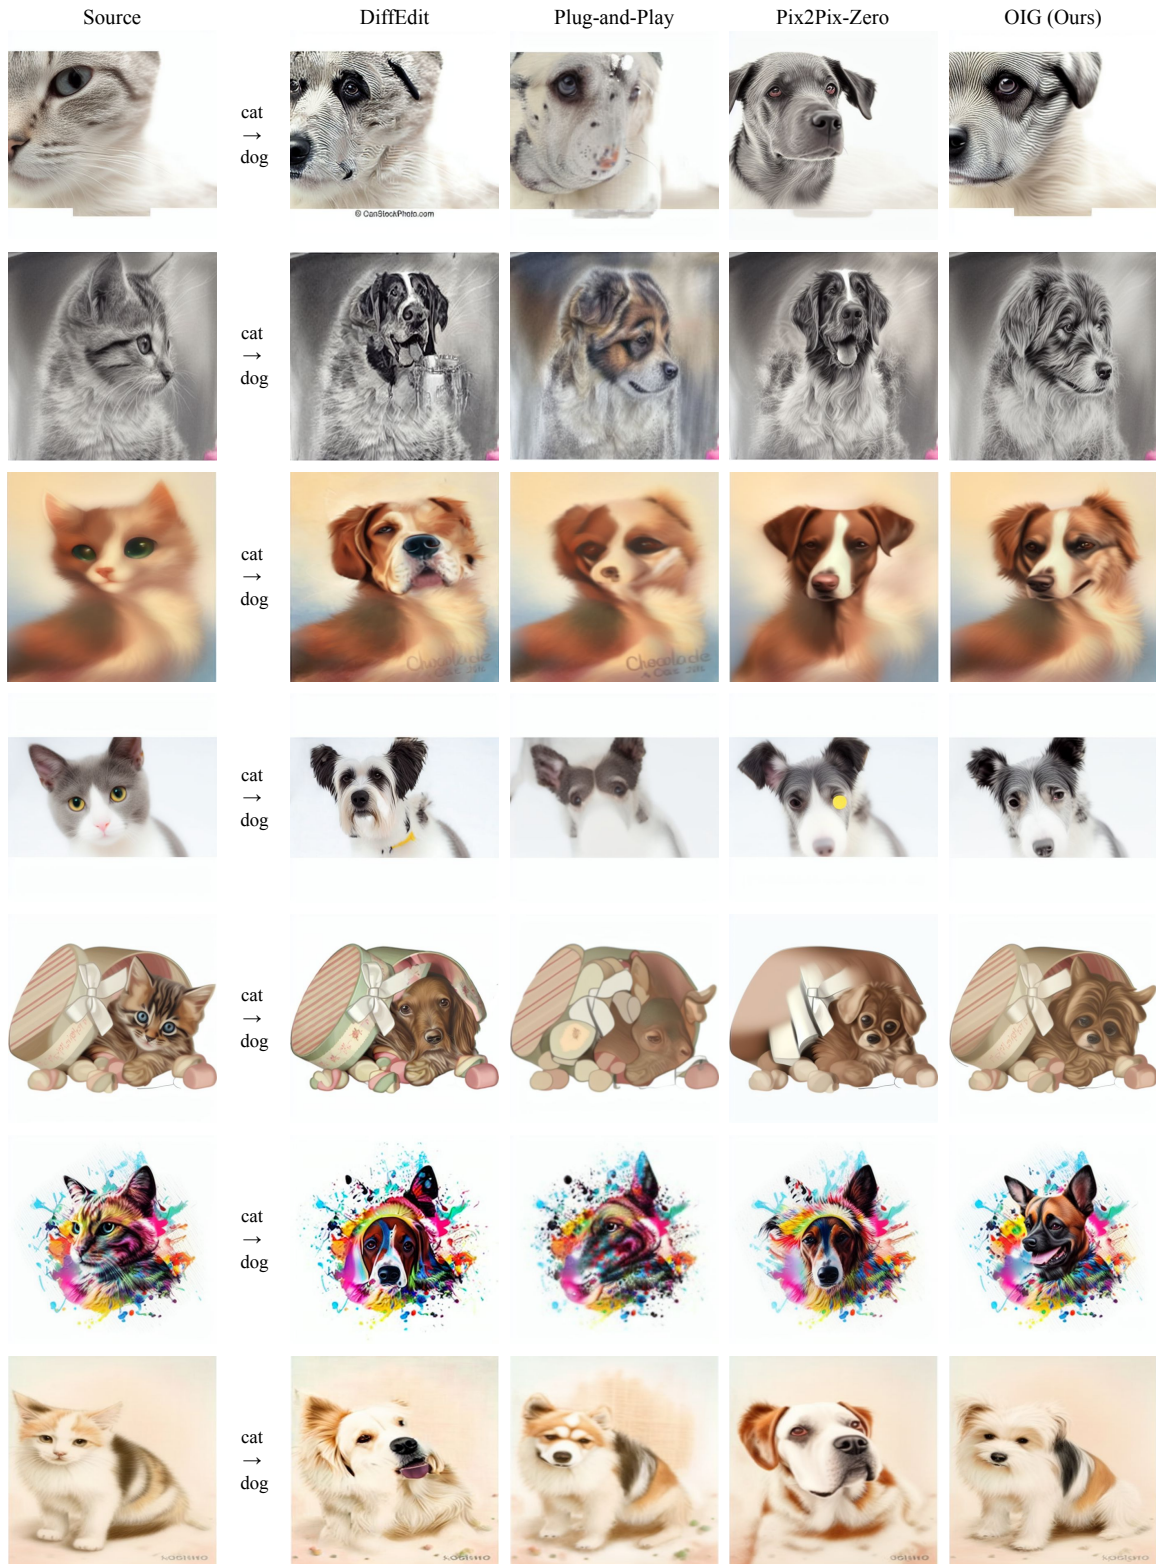 Source DiffEdit Plug-and-Play Pix2Pix-Zero OIG (Ours)
cat
→
dog
© CanStockPhoto.com
cat
→
dog
cat
→
dog
Chocolade
cat
→
dog
cat
→
dog
cat
→
dog
cat
→
dog